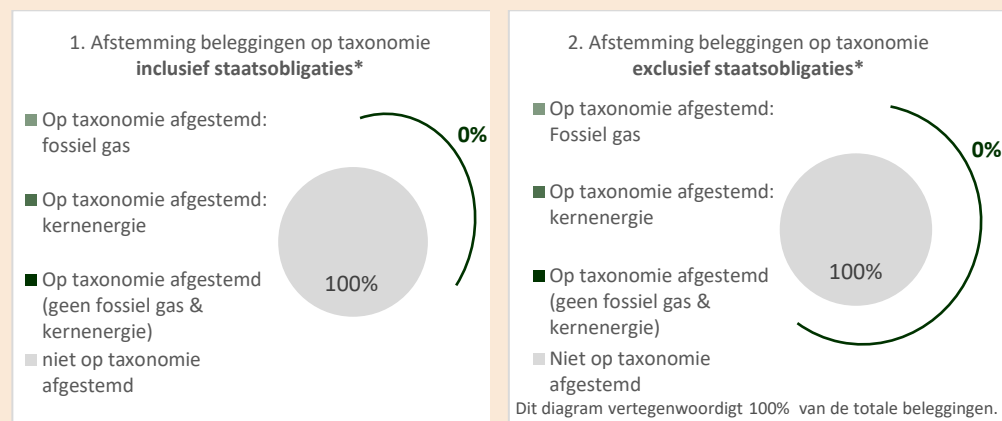 1. Afstemming beleggingen op taxonomie
inclusief staatsobligaties*
Op taxonomie afgestemd:
fossiel gas
Op taxonomie afgestemd:
kernenergie
Op taxonomie afgestemd
(geen fossiel gas &
kernenergie)
niet op taxonomie
afgestemd
0%
100%
2. Afstemming beleggingen op taxonomie
exclusief staatsobligaties*
Op taxonomie afgestemd:
Fossiel gas
Op taxonomie afgestemd:
kernenergie
Op taxonomie afgestemd
(geen fossiel gas &
kernenergie)
Niet op taxonomie
afgestemd
0%
100%
Dit diagram vertegenwoordigt 100% van de totale beleggingen.